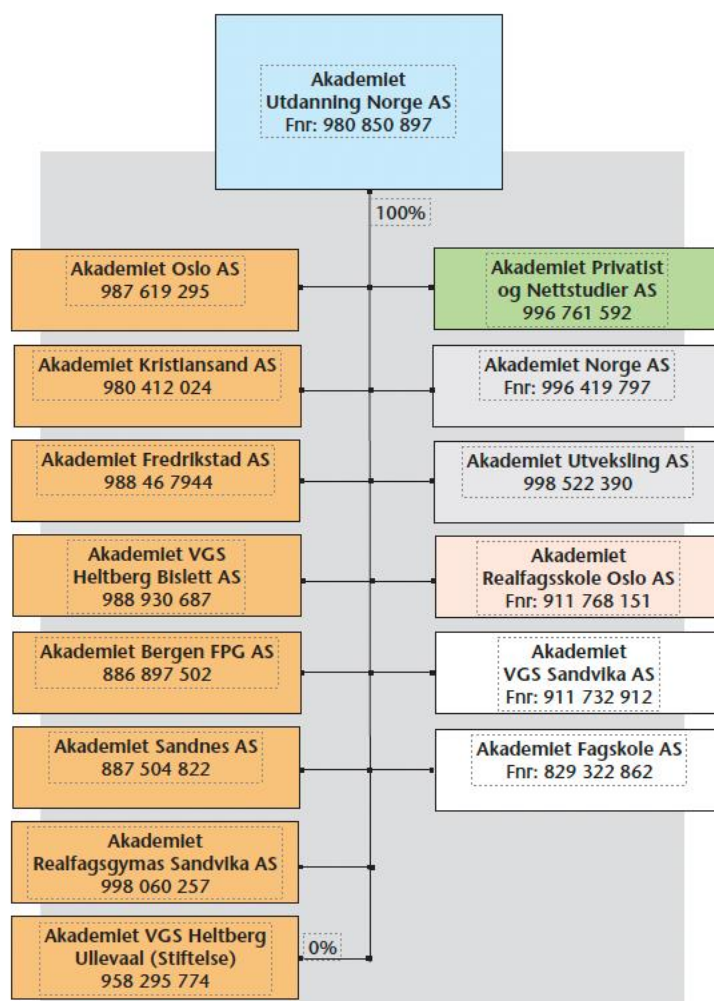 Akademiet
Utdanning Norge AS
Fnr: 980 850 897
100%
Akademiet Oslo AS
987 619 295
Akademiet Privatist
og Nettstudier AS
996 761 592
Akademiet Kristiansand AS
980 412 024
Akademiet Norge AS
Fnr: 996 419 797
Akademiet Fredrikstad AS
988 46 7944
Akademiet Utveksling AS
998 522 390
Akademiet VGS
Heltberg Bislett AS
988 930 687
Akademiet
Realfagsskole Oslo AS
Fnr: 911 768 151
Akademiet Bergen FPG AS
886 897 502
Akademiet
VGS Sandvika AS
Fnr: 911 732 912
Akademiet Sandnes AS
887 504 822
Akademiet Fagskole AS
Fnr: 829 322 862
Akademiet
Realfagsgymas Sandvika AS
998 060 257
Akademiet VGS Heltberg
Ullevaal (Stiftelse)
958 295 774
0%